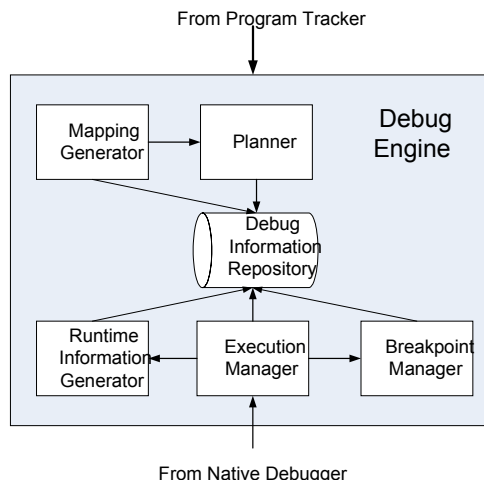 From Program Tracker
Debug
Engine
Mapping
Generator
Planner
Debug
Information
Repository
Runtime
Information
Generator
Execution
Manager
Breakpoint
Manager
From Native Debugger